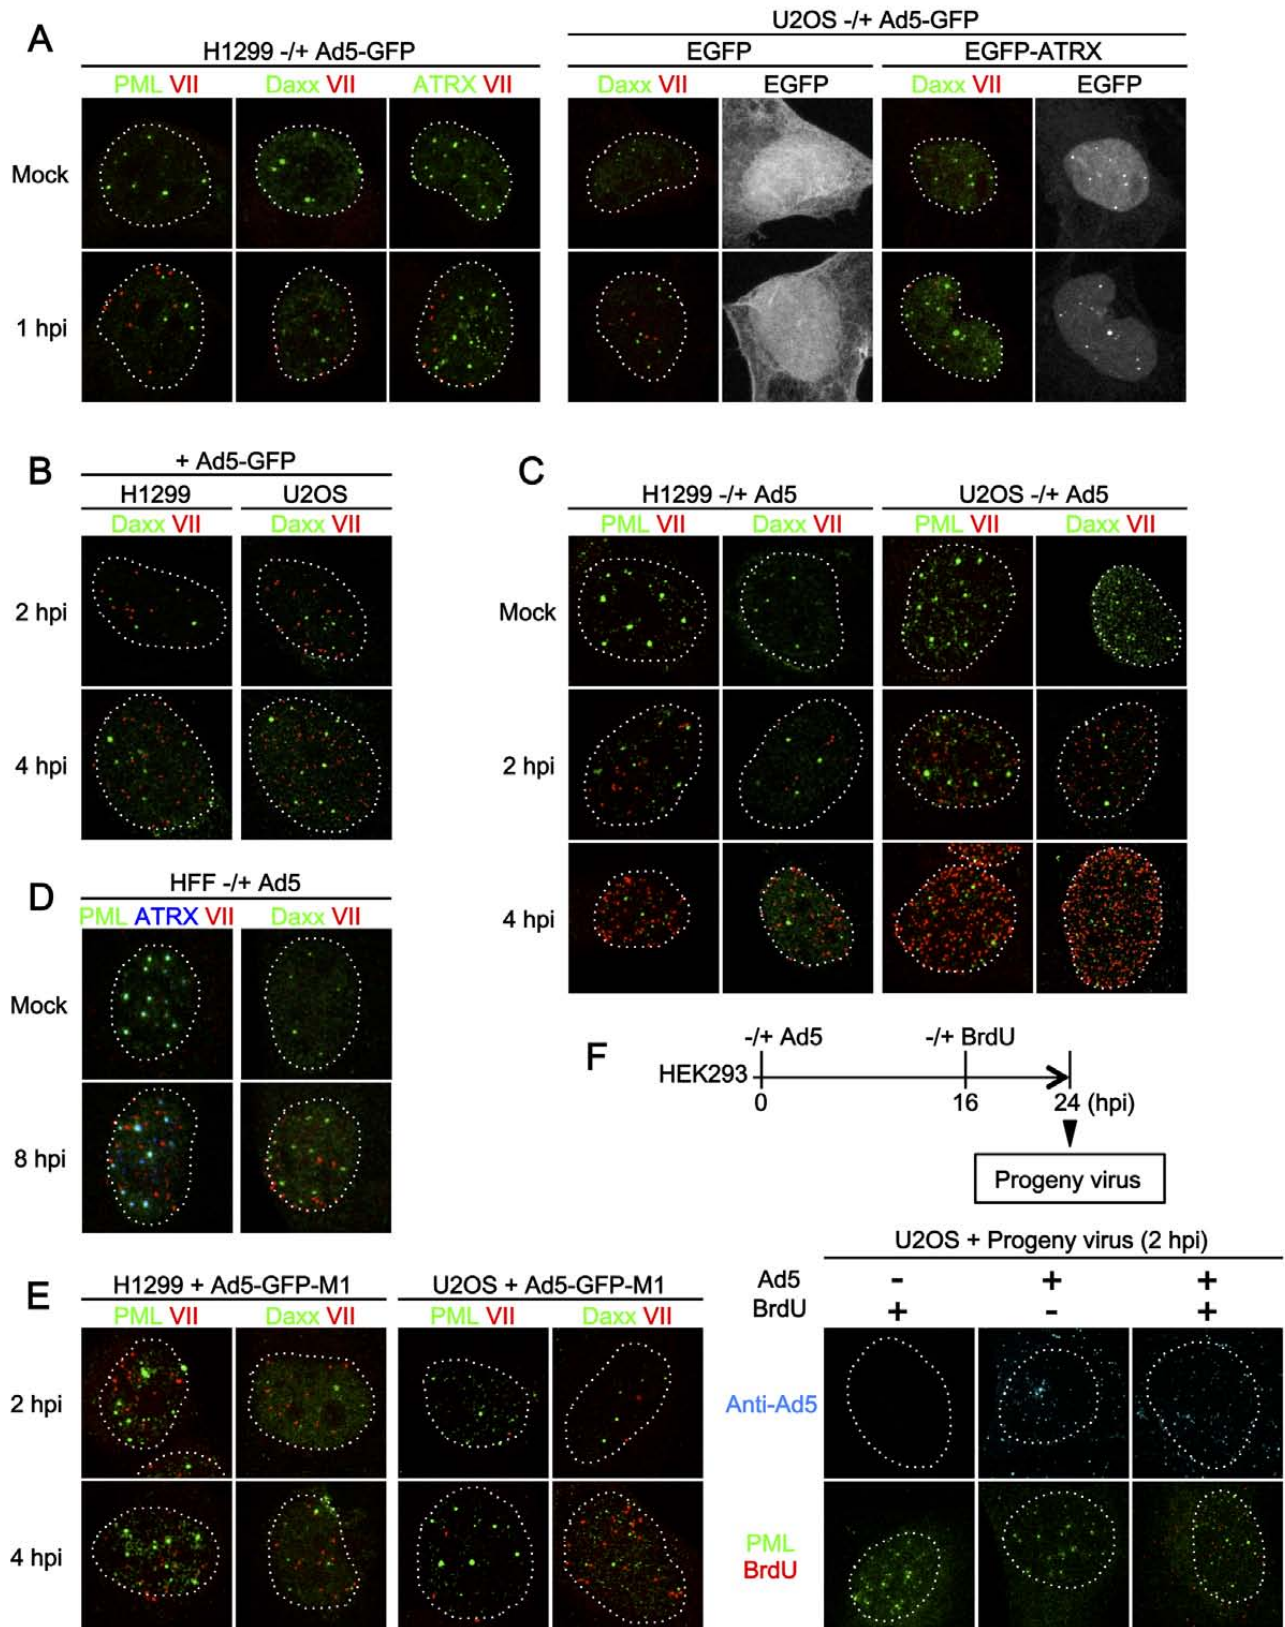 A
H1299 -/+ Ad5-GFP
U2OS -/+ Ad5-GFP
EGFP
EGFP-ATRX
PML VII
Daxx VII
ATRX VII
Daxx VII
EGFP
Daxx VII
EGFP
Mock
1 hpi
B
+ Ad5-GFP
H1299
U2OS
Daxx VII
Daxx VII
2 hpi
4 hpi
C
H1299 -/+ Ad5
U2OS -/+ Ad5
PML VII
Daxx VII
PML VII
Daxx VII
Mock
2 hpi
4 hpi
D
HFF -/+ Ad5
PML ATRX VII
Daxx VII
Mock
8 hpi
E
H1299 + Ad5-GFP-M1
U2OS + Ad5-GFP-M1
PML VII
Daxx VII
PML VII
Daxx VII
2 hpi
4 hpi
F
-/+ Ad5
-/+ BrdU
HEK293
0
16
24 (hpi)
Progeny virus
U2OS + Progeny virus (2 hpi)
Ad5 - + +
BrdU + - +
Anti-Ad5
PML
BrdU